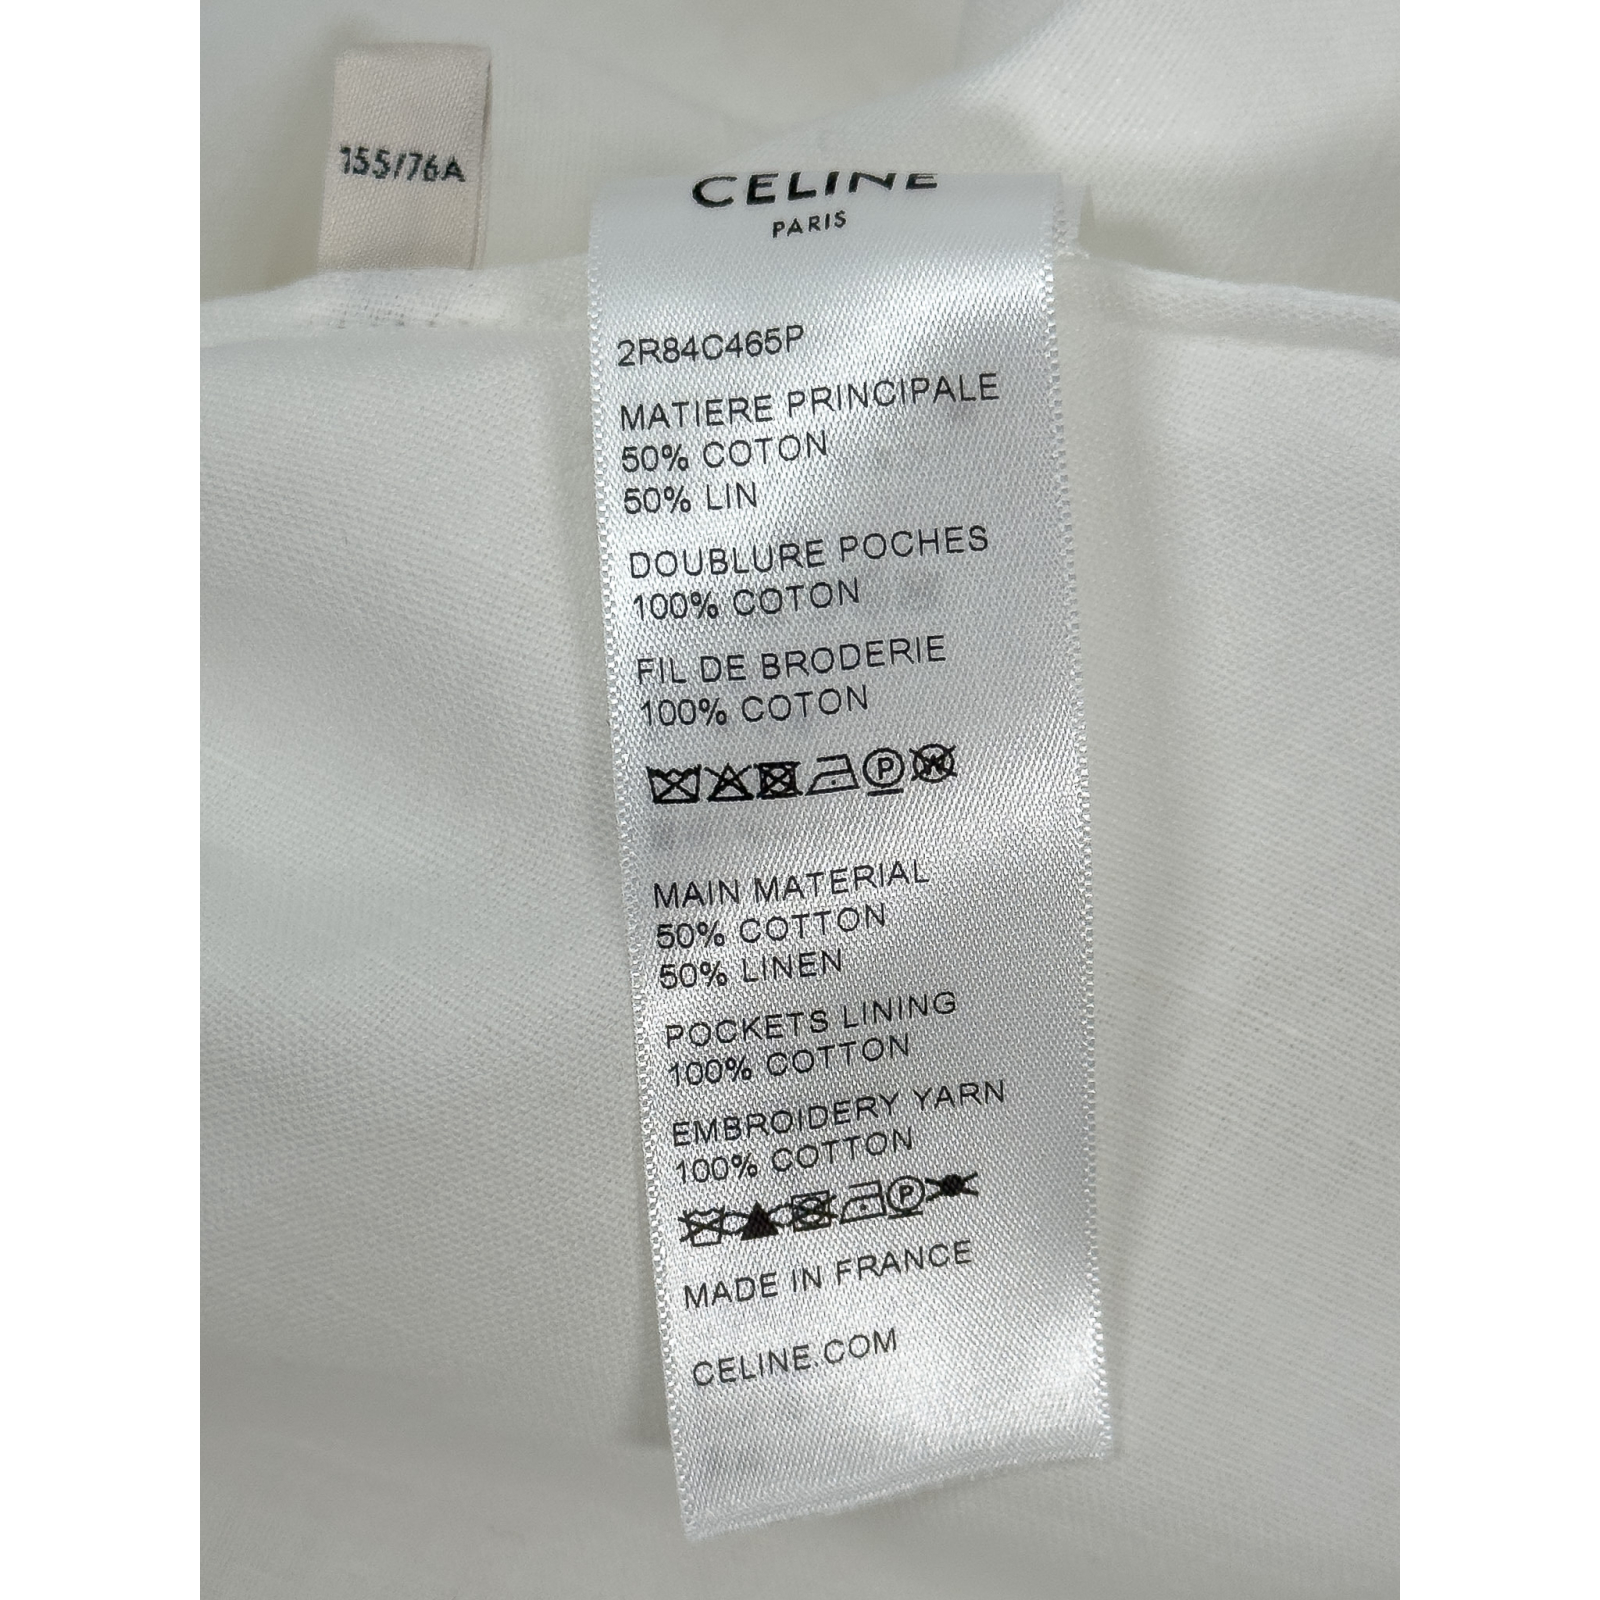 155/76A
CELINE
PARIS
2R84C465P
MATIERE PRINCIPALE
50% COTON
50% LIN
DOUBLURE POCHES
100% COTON
FIL DE BRODERIE
100% COTON
P W
MAIN MATERIAL
50% COTTON
50% LINEN
POCKETS LINING
100% COTTON
EMBROIDERY YARN
100% COTTON
P
MADE IN FRANCE
CELINE.COM